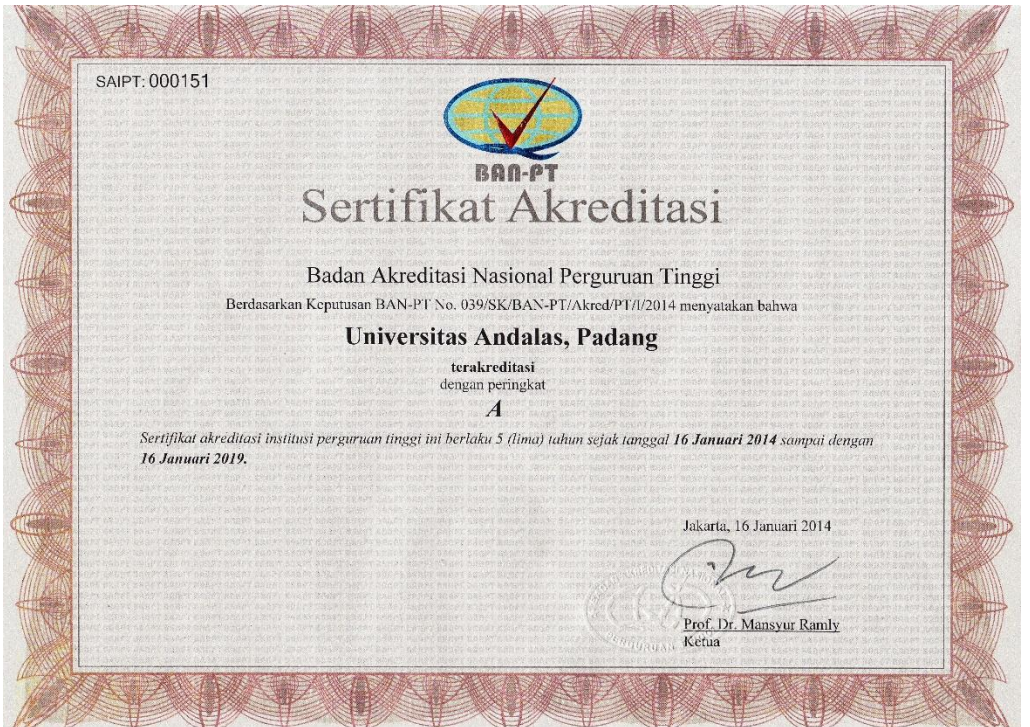 SAIPT: 000151
BAN-PT
Sertifikat Akreditasi
Badan Akreditasi Nasional Perguruan Tinggi
Berdasarkan Keputusan BAN-PT No. 039/SK/BAN-PT/Akred/PT/I/2014 menyatakan bahwa
Universitas Andalas, Padang
terakreditasi
dengan peringkat
A
Sertifikat akreditasi institusi perguruan tinggi ini berlaku 5 (lima) tahun sejak tanggal 16 Januari 2014 sampai dengan
16 Januari 2019.
Jakarta, 16 Januari 2014
Prof. Dr. Mansyur Ramly
Ketua